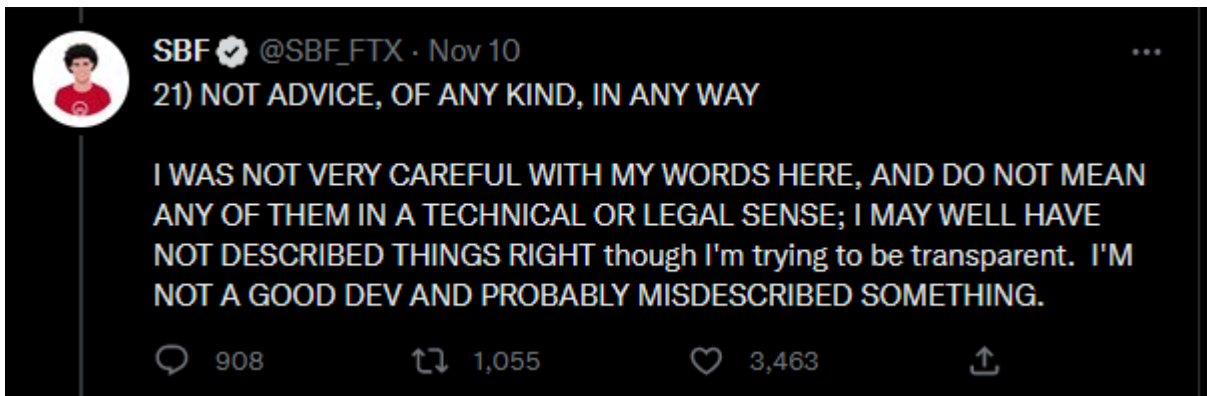 SBF @SBF_FTX · Nov 10
21) NOT ADVICE, OF ANY KIND, IN ANY WAY
I WAS NOT VERY CAREFUL WITH MY WORDS HERE, AND DO NOT MEAN
ANY OF THEM IN A TECHNICAL OR LEGAL SENSE; I MAY WELL HAVE
NOT DESCRIBED THINGS RIGHT though I'm trying to be transparent.  I'M
NOT A GOOD DEV AND PROBABLY MISDESCRIBED SOMETHING.
908 1,055 3,463